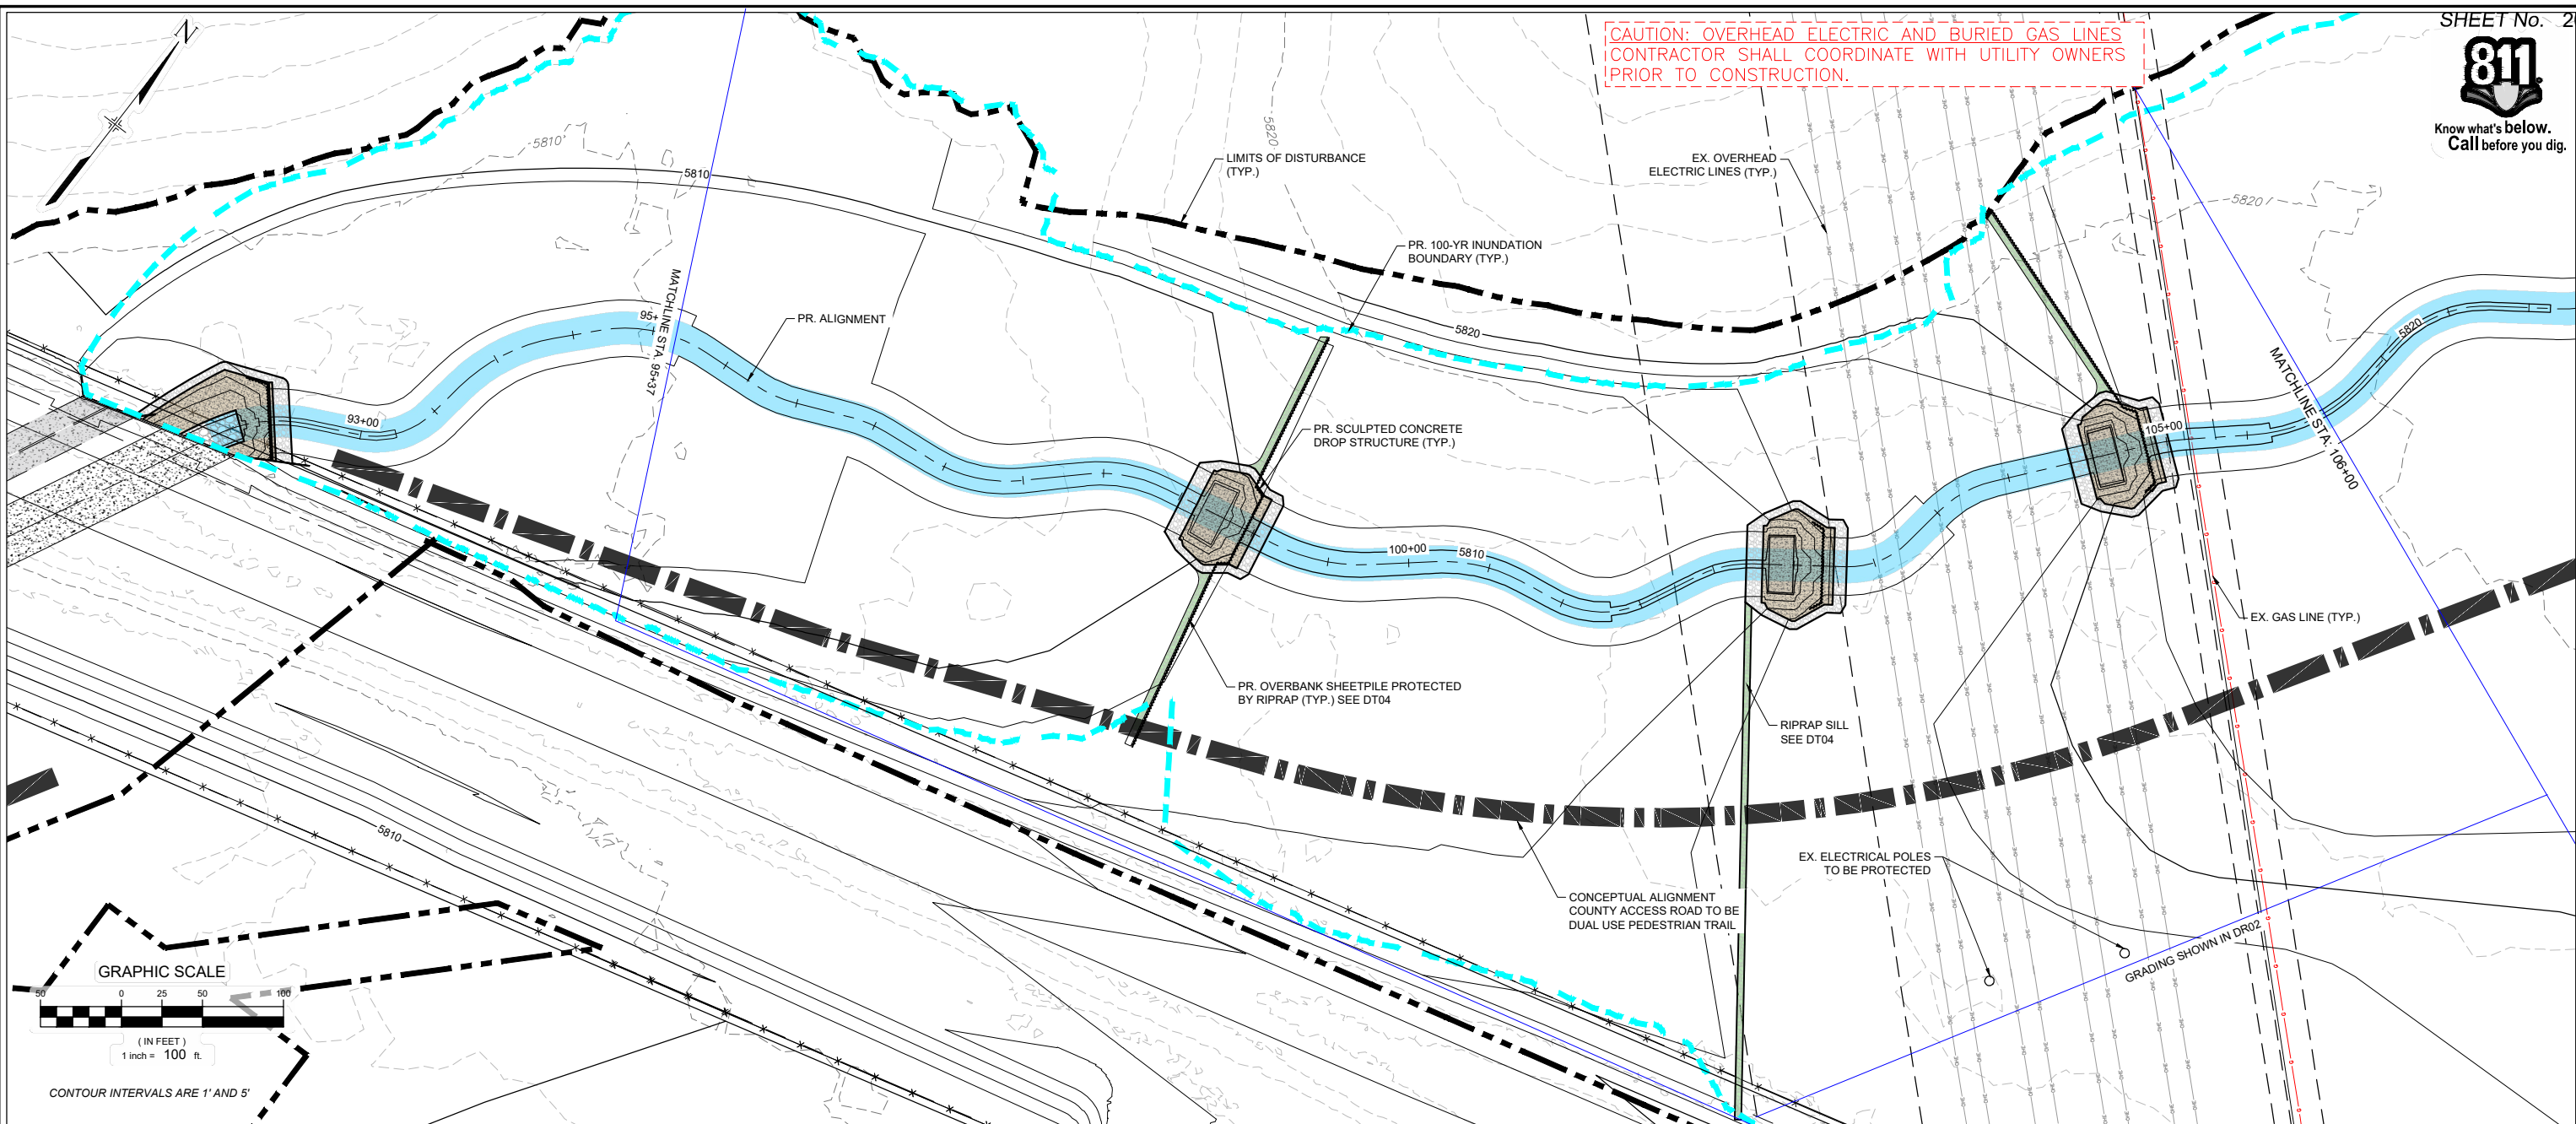 SHEET No. 2
811
Know what's below.
Call before you dig.
CAUTION: OVERHEAD ELECTRIC AND BURIED GAS LINES
CONTRACTOR SHALL COORDINATE WITH UTILITY OWNERS
PRIOR TO CONSTRUCTION.
N
5810
5810
5820
LIMITS OF DISTURBANCE
(TYP.)
EX. OVERHEAD
ELECTRIC LINES (TYP.)
5820
PR. 100-YR INUNDATION
BOUNDARY (TYP.)
5820
5820
MATCHLINE STA. 95+37
95+
PR. ALIGNMENT
93+00
PR. SCULPTED CONCRETE
DROP STRUCTURE (TYP.)
105+00
MATCHLINE STA: 106+00
100+00
5810
EX. GAS LINE (TYP.)
PR. OVERBANK SHEETPILE PROTECTED
BY RIPRAP (TYP.) SEE DT04
RIPRAP SILL
SEE DT04
5810
EX. ELECTRICAL POLES
TO BE PROTECTED
CONCEPTUAL ALIGNMENT
COUNTY ACCESS ROAD TO BE
DUAL USE PEDESTRIAN TRAIL
GRADING SHOWN IN DR02
GRAPHIC SCALE
50 0 25 50 100
( IN FEET )
1 inch = 100 ft.
CONTOUR INTERVALS ARE 1' AND 5'